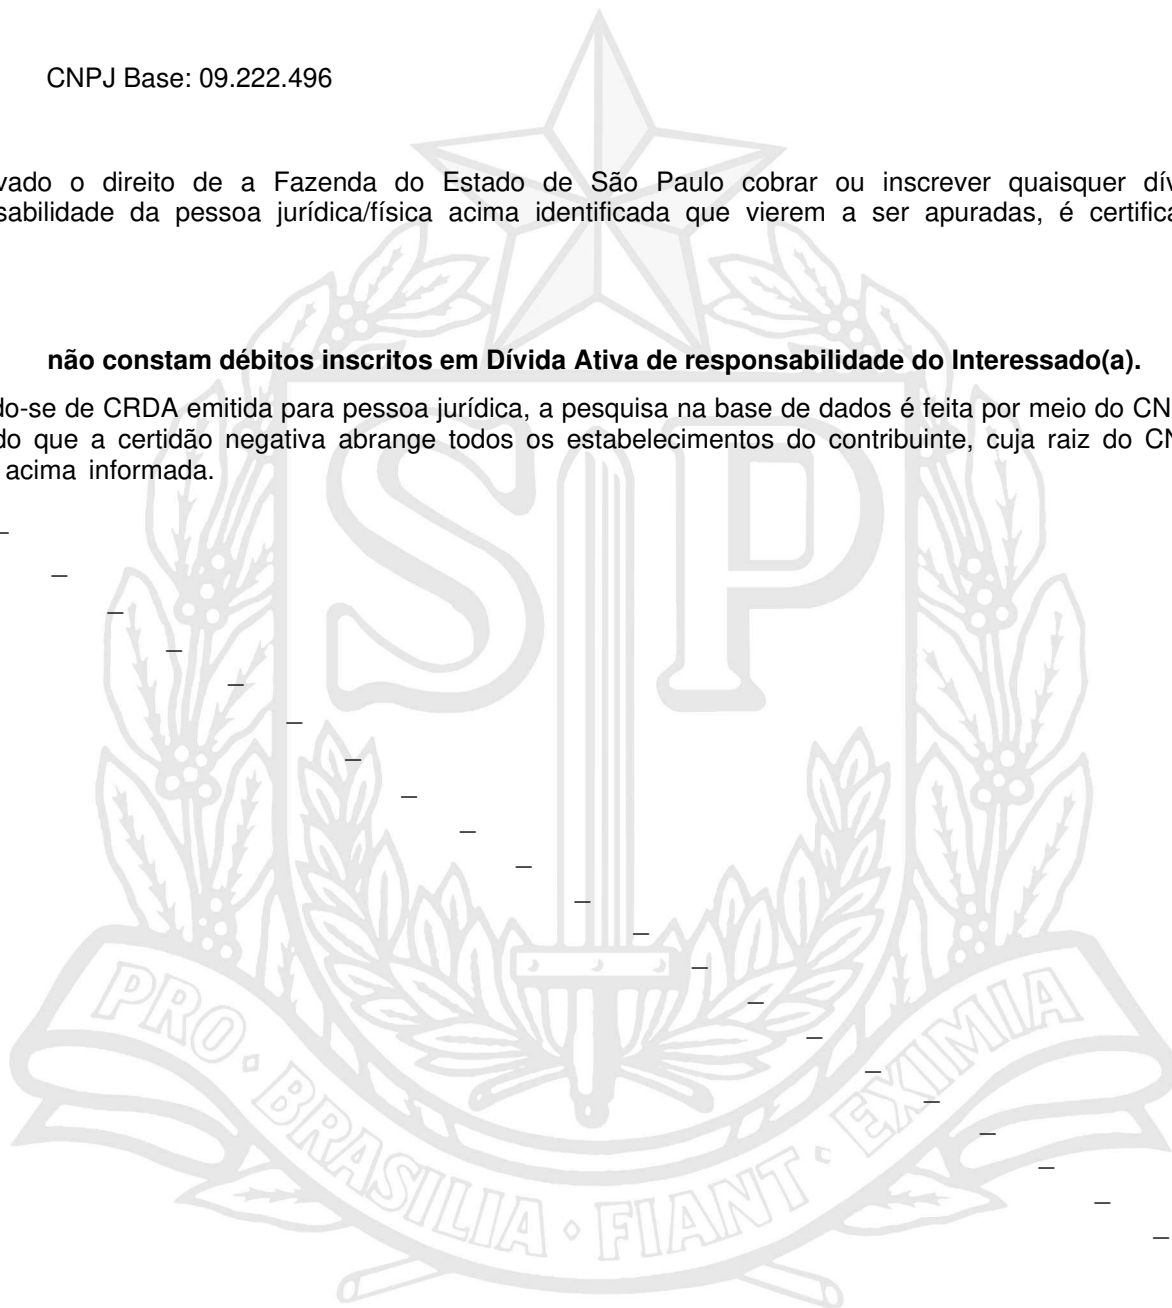 CNPJ Base: 09.222.496
vado o direito de a Fazenda do Estado de São Paulo cobrar ou inscrever quaisquer dív
sabilidade da pessoa jurídica/física acima identificada que vierem a ser apuradas, é certifica
não constam débitos inscritos em Dívida Ativa de responsabilidade do Interessado(a).
do-se de CRDA emitida para pessoa jurídica, a pesquisa na base de dados é feita por meio do CN
do que a certidão negativa abrange todos os estabelecimentos do contribuinte, cuja raiz do CN
acima informada.
SP
PRO • BRASILIA • FIANT • EXIMIA